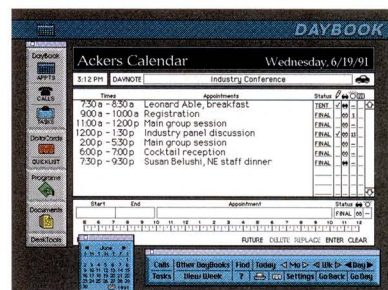 DAYBOOK
DayBook
APPTS
CALLS
TASKS
DataCards
QUICKLIST
Programs
Documents
DeskTools
Ackers Calendar Wednesday, 6/19/91
3:12 PM DAYNOTE Industry Conference
Times Appointments Status
7:30 a - 8:30 a Leonard Able, breakfast TENT
9:00 a - 10:00 a Registration FINAL
11:00 a - 12:00 p Main group session FINAL
12:00 p - 1:30 p Industry panel discussion FINAL
2:00 p - 5:30 p Main group session FINAL
6:00 p - 7:00 p Cocktail reception FINAL
7:30 p - 9:30 p Susan Belushi, NE staff dinner FINAL
Start End Appointment Status
FINAL
FUTURE DELETE REPLACE ENTER CLEAR
June
Calls Other DayBooks Find Today Mo Wk Day
Tasks View Week ? Settings Go Back Go Day